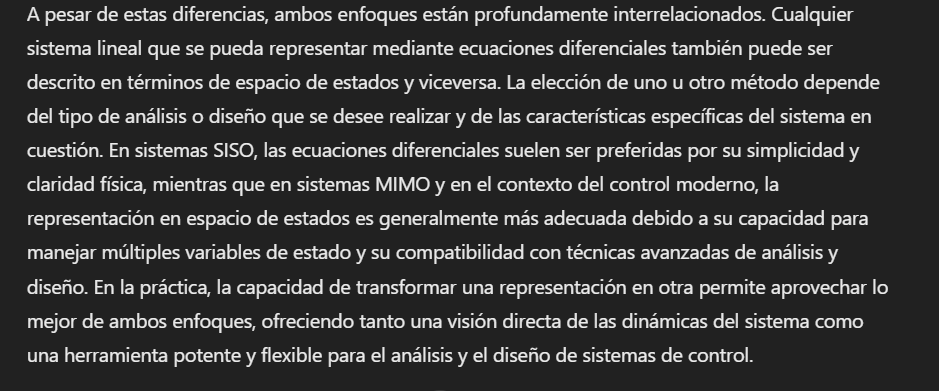 A pesar de estas diferencias, ambos enfoques están profundamente interrelacionados. Cualquier
sistema lineal que se pueda representar mediante ecuaciones diferenciales también puede ser
descrito en términos de espacio de estados y viceversa. La elección de uno u otro método depende
del tipo de análisis o diseño que se desee realizar y de las características específicas del sistema en
cuestión. En sistemas SISO, las ecuaciones diferenciales suelen ser preferidas por su simplicidad y
claridad física, mientras que en sistemas MIMO y en el contexto del control moderno, la
representación en espacio de estados es generalmente más adecuada debido a su capacidad para
manejar múltiples variables de estado y su compatibilidad con técnicas avanzadas de análisis y
diseño. En la práctica, la capacidad de transformar una representación en otra permite aprovechar lo
mejor de ambos enfoques, ofreciendo tanto una visión directa de las dinámicas del sistema como
una herramienta potente y flexible para el análisis y el diseño de sistemas de control.